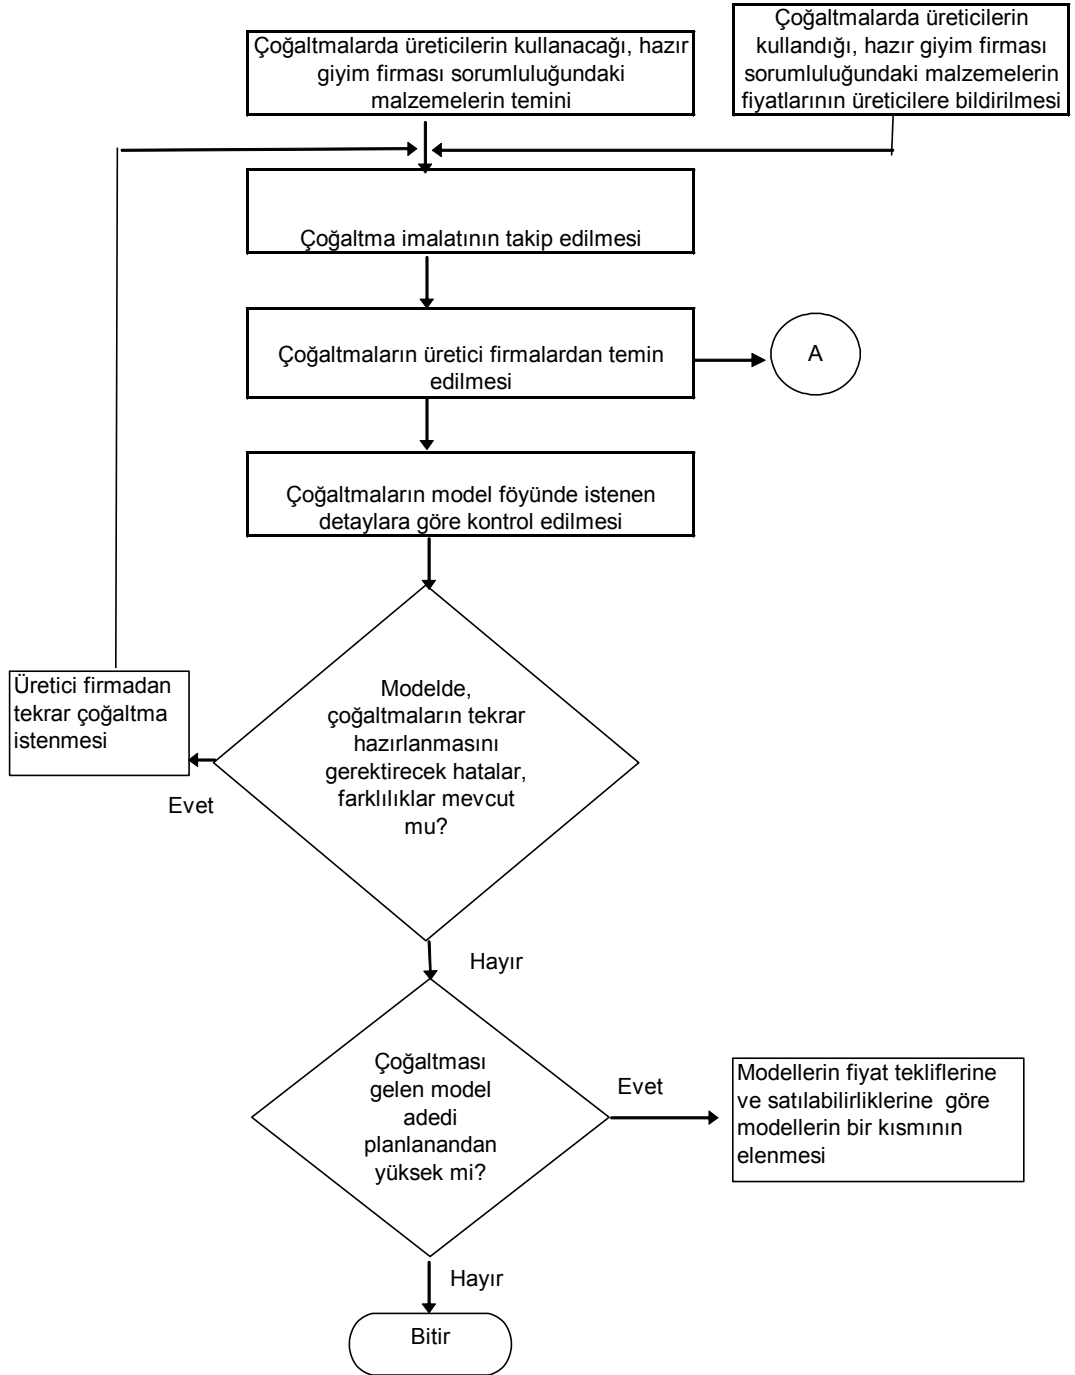 Çoğaltmalarda üreticilerin kullanacağı, hazır
giyim firması sorumluluğundaki
malzemelerin temini
Çoğaltmalarda üreticilerin
kullandığı, hazır giyim firması
sorumluluğundaki malzemelerin
fiyatlarının üreticilere bildirilmesi
Çoğaltma imalatının takip edilmesi
Çoğaltmaların üretici firmalardan temin
edilmesi
A
Çoğaltmaların model föyünde istenen
detaylara göre kontrol edilmesi
Üretici firmadan
tekrar çoğaltma
istenmesi
Modelde,
çoğaltmaların tekrar
hazırlanmasını
gerektirecek hatalar,
farklılıklar mevcut
mu?
Evet
Hayır
Çoğaltması
gelen model
adedi
planlanandan
yüksek mi?
Evet
Modellerin fiyat tekliflerine
ve satılabilirliklerine göre
modellerin bir kısmının
elenmesi
Hayır
Bitir